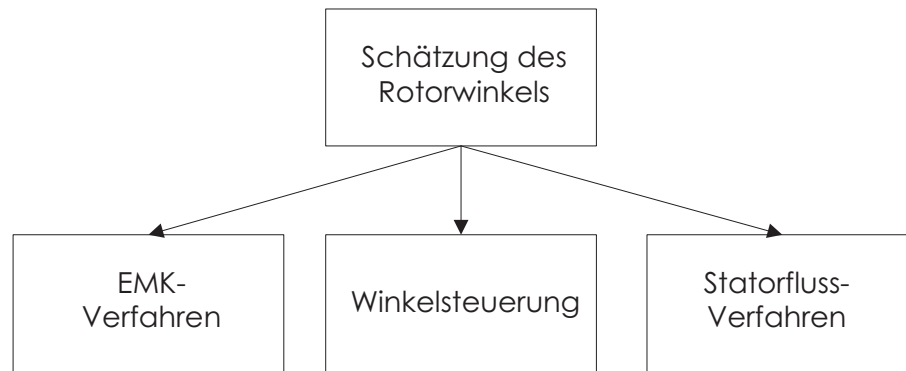 Schätzung des
Rotorwinkels
EMK-
Verfahren
Winkelsteuerung
Statorfluss-
Verfahren